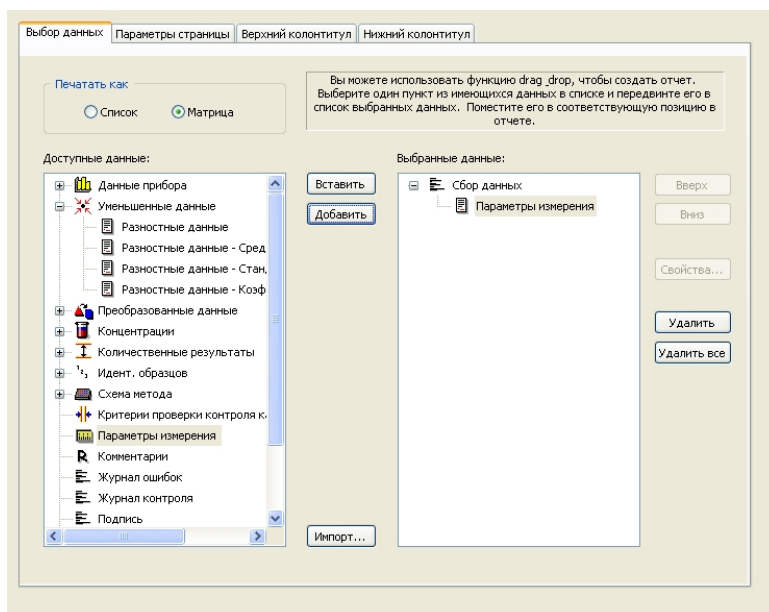 Выбор данных
Параметры страницы
Верхний колонтитул
Нижний колонтитул
Печатать как
Список
Матрица
Вы можете использовать функцию drag_drop, чтобы создать отчет.
Выберите один пункт из имеющихся данных в списке и передвинте его в
список выбранных данных. Поместите его в соответствующую позицию в
отчете.
Доступные данные:
Данные прибора
Уменьшенные данные
Разностные данные
Разностные данные - Сред
Разностные данные - Стан,
Разностные данные - Коэф
Преобразованные данные
Концентрации
Количественные результаты
Идент. образцов
Схема метода
Критерии проверки контроля к
Параметры измерения
Комментарии
Журнал ошибок
Журнал контроля
Подпись
Вставить
Добавить
Импорт...
Выбранные данные:
Сбор данных
Параметры измерения
Вверх
Вниз
Свойства...
Удалить
Удалить все